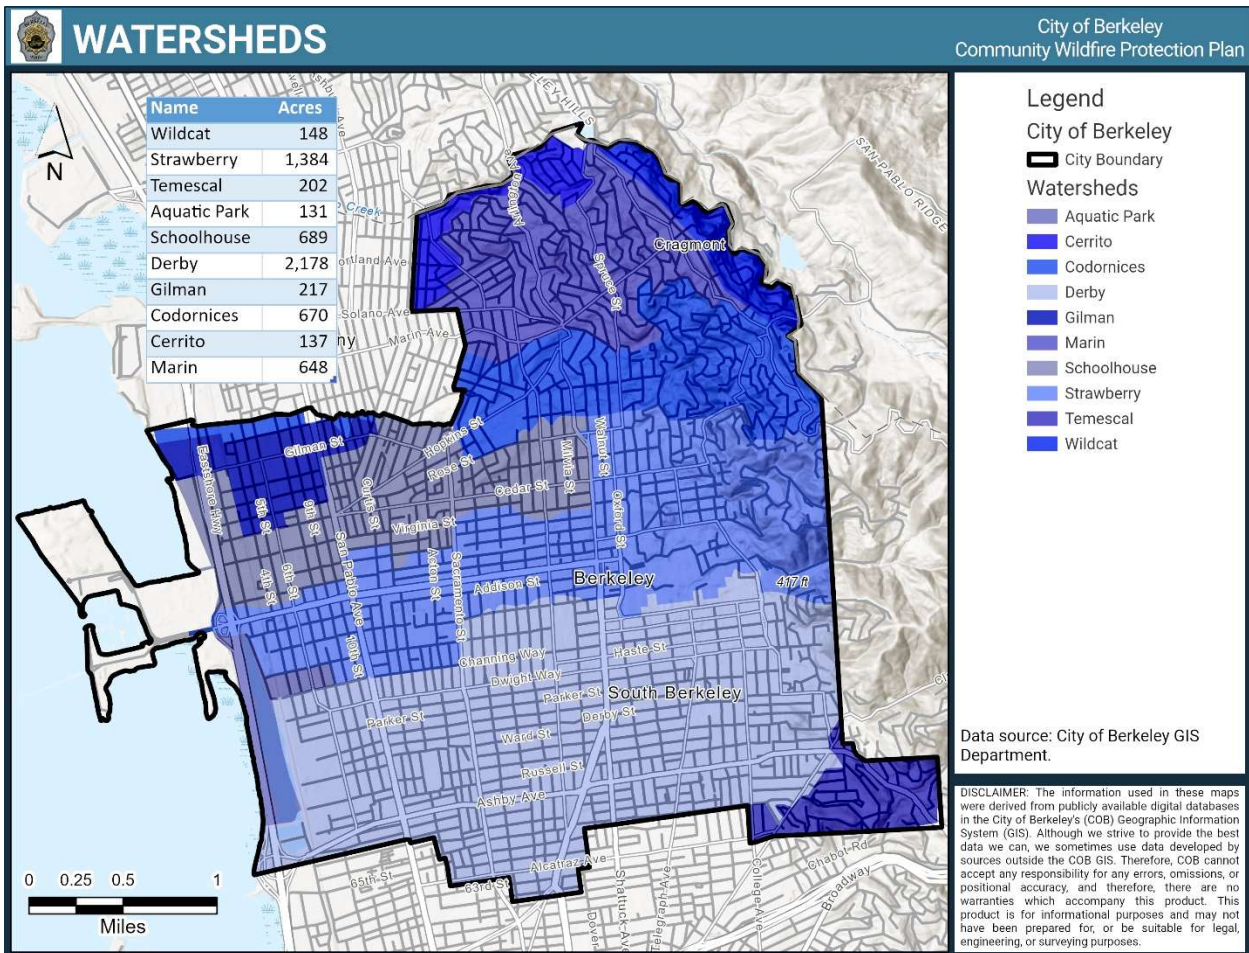 WATERSHEDS
City of Berkeley
Community Wildfire Protection Plan
Name Acres
Wildcat 148
Strawberry 1,384
Temescal 202
Aquatic Park 131
Schoolhouse 689
Derby 2,178
Gilman 217
Codornices 670
Cerrito 137
Marin 648
N
Creek
Solano Ave
Marin Ave
ny
Arlington Ave
SAN PABLO RIDGE
Cragmont
Spruce St
Gilman St
Hopkins St
Rose St
Eastshore Hwy
5th St
9th St
Curtis St
Cedar St
Milvia St
Walnut St
Oxford St
Virginia St
4th St
6th St
San Pablo Ave
Acton St
Sacramento St
Addison St
Berkeley
417 ft
10th St
Channing Way
Haste St
Dwight Way
Parker St
South Berkeley
Parker St
Derby St
Ward St
Russell St
Ashby Ave
Alcatraz Ave
65th St
63rd St
Shattuck Ave
Telegraph Ave
College Ave
Chabot Rd
Broadway
Dover
0 0.25 0.5 1
Miles
Legend
City of Berkeley
City Boundary
Watersheds
Aquatic Park
Cerrito
Codornices
Derby
Gilman
Marin
Schoolhouse
Strawberry
Temescal
Wildcat
Data source: City of Berkeley GIS
Department.
DISCLAIMER: The information used in these maps
were derived from publicly available digital databases
in the City of Berkeley's (COB) Geographic Information
System (GIS). Although we strive to provide the best
data we can, we sometimes use data developed by
sources outside the COB GIS. Therefore, COB cannot
accept any responsibility for any errors, omissions, or
positional accuracy, and therefore, there are no
warranties which accompany this product. This
product is for informational purposes and may not
have been prepared for, or be suitable for legal,
engineering, or surveying purposes.